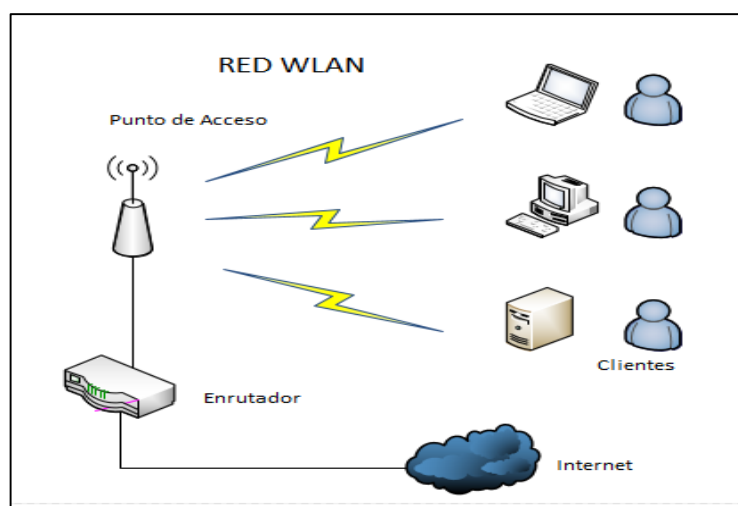 RED WLAN
Punto de Acceso
Clientes
Enrutador
Internet